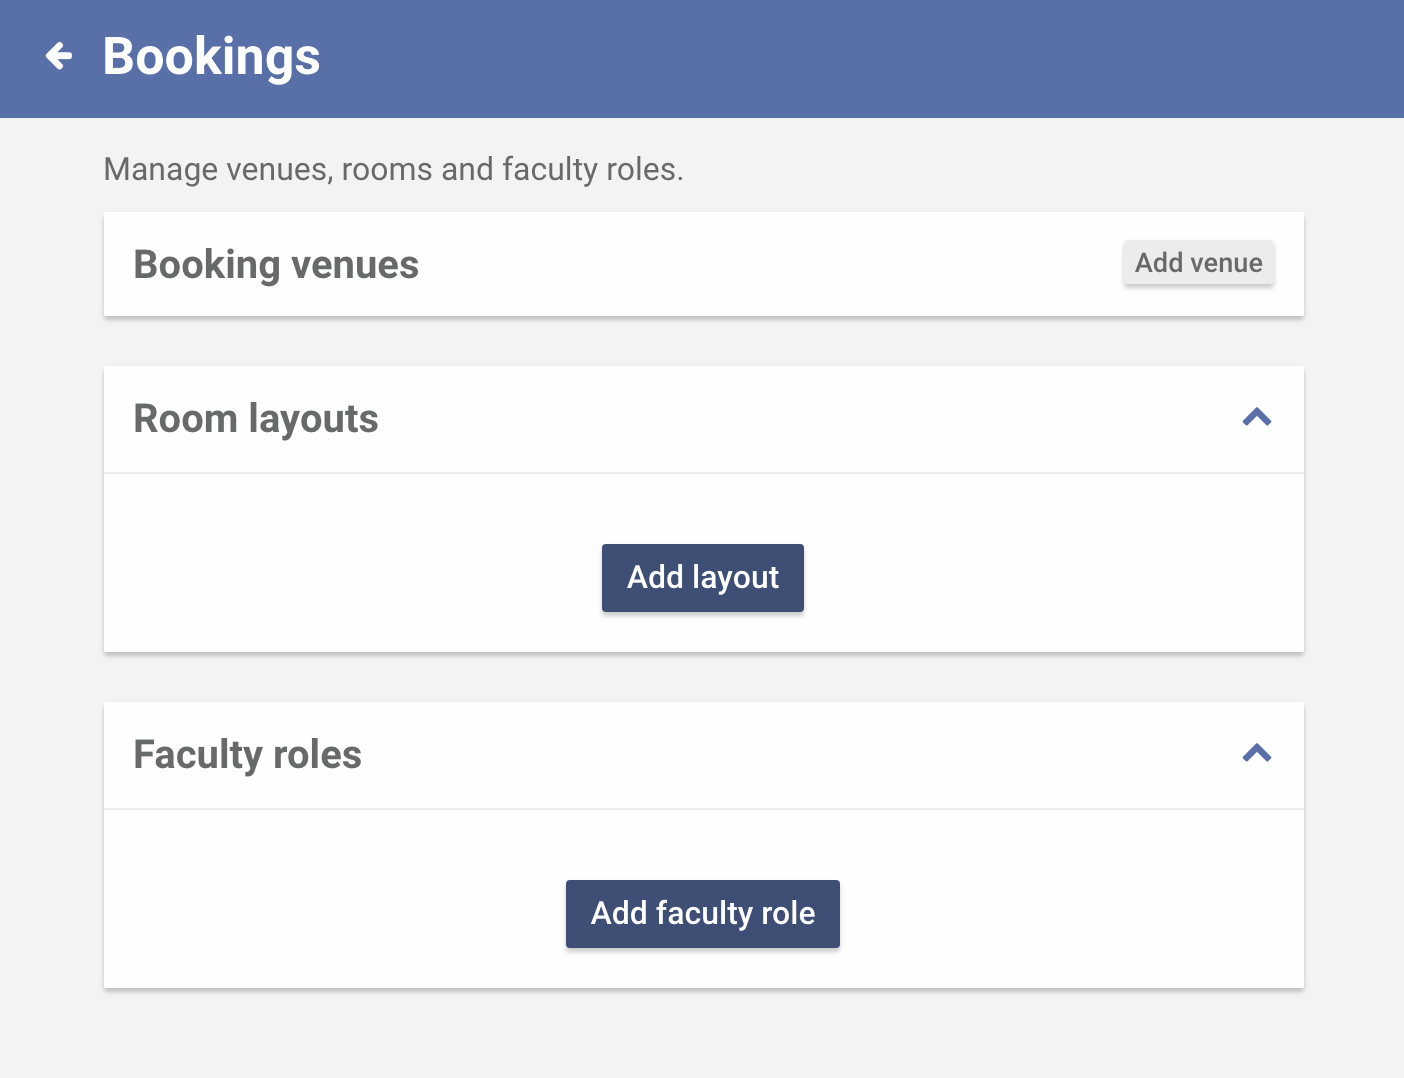 Bookings
Manage venues, rooms and faculty roles.
Booking venues
Add venue
Room layouts
Add layout
Faculty roles
Add faculty role